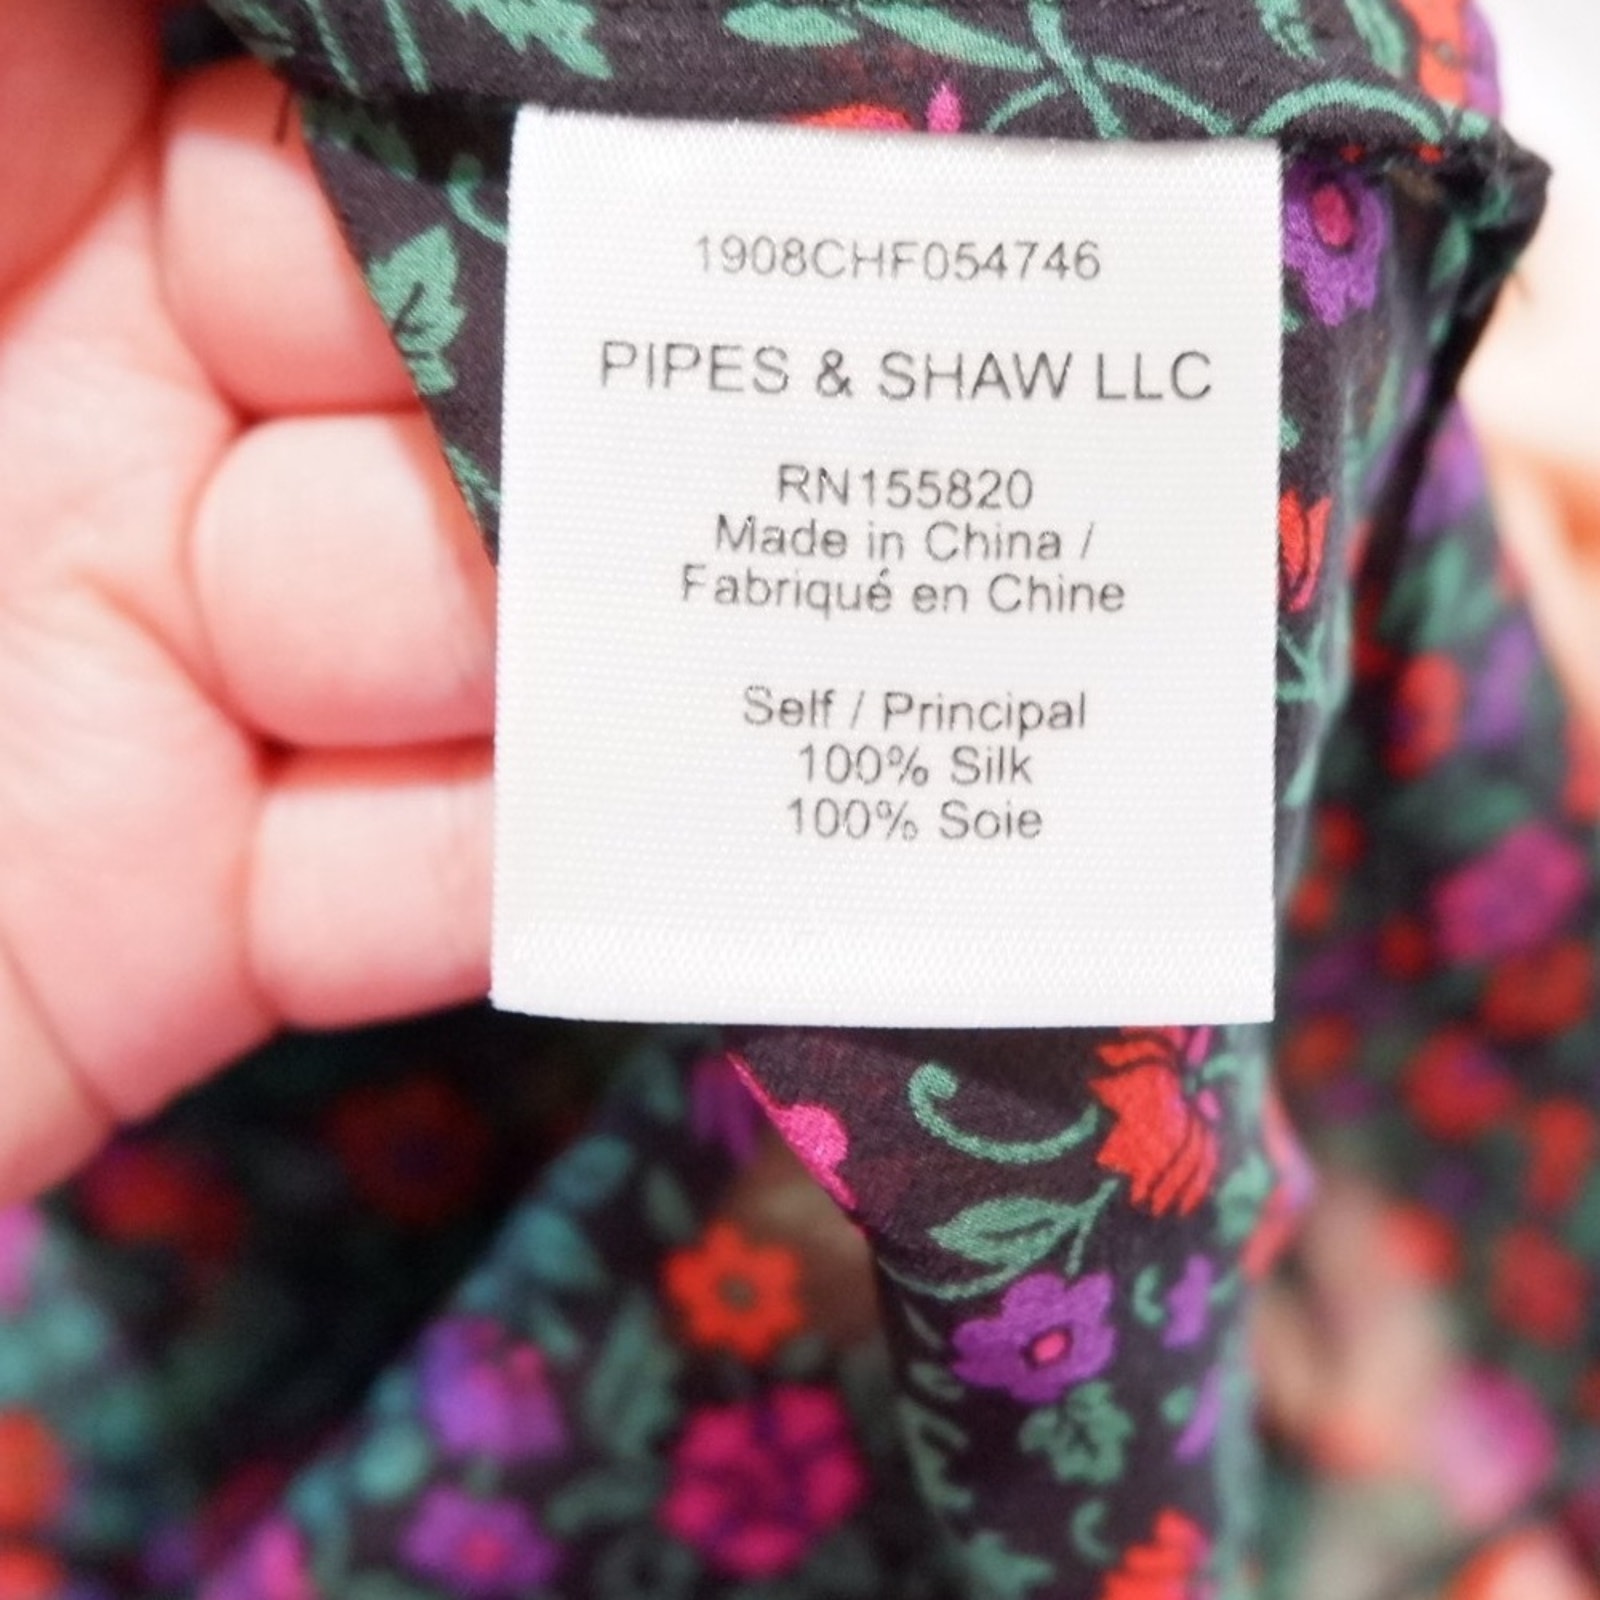 1908CHF054746
PIPES & SHAW LLC
RN155820
Made in China /
Fabriqué en Chine
Self / Principal
100% Silk
100% Soie